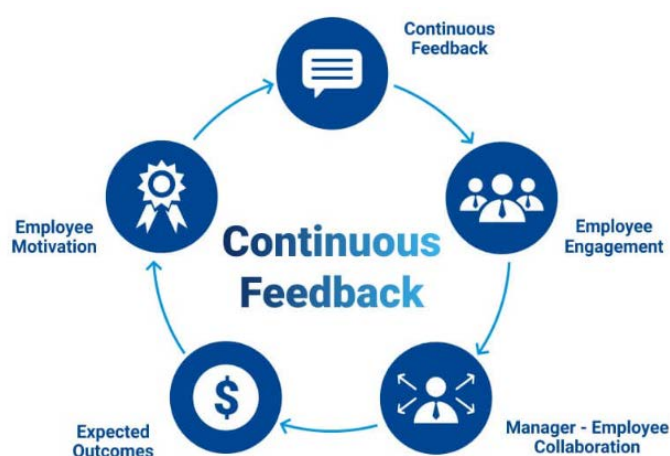 Continuous
Feedback
Employee
Engagement
Manager - Employee
Collaboration
Expected
Outcomes
Employee
Motivation
Continuous
Feedback
$